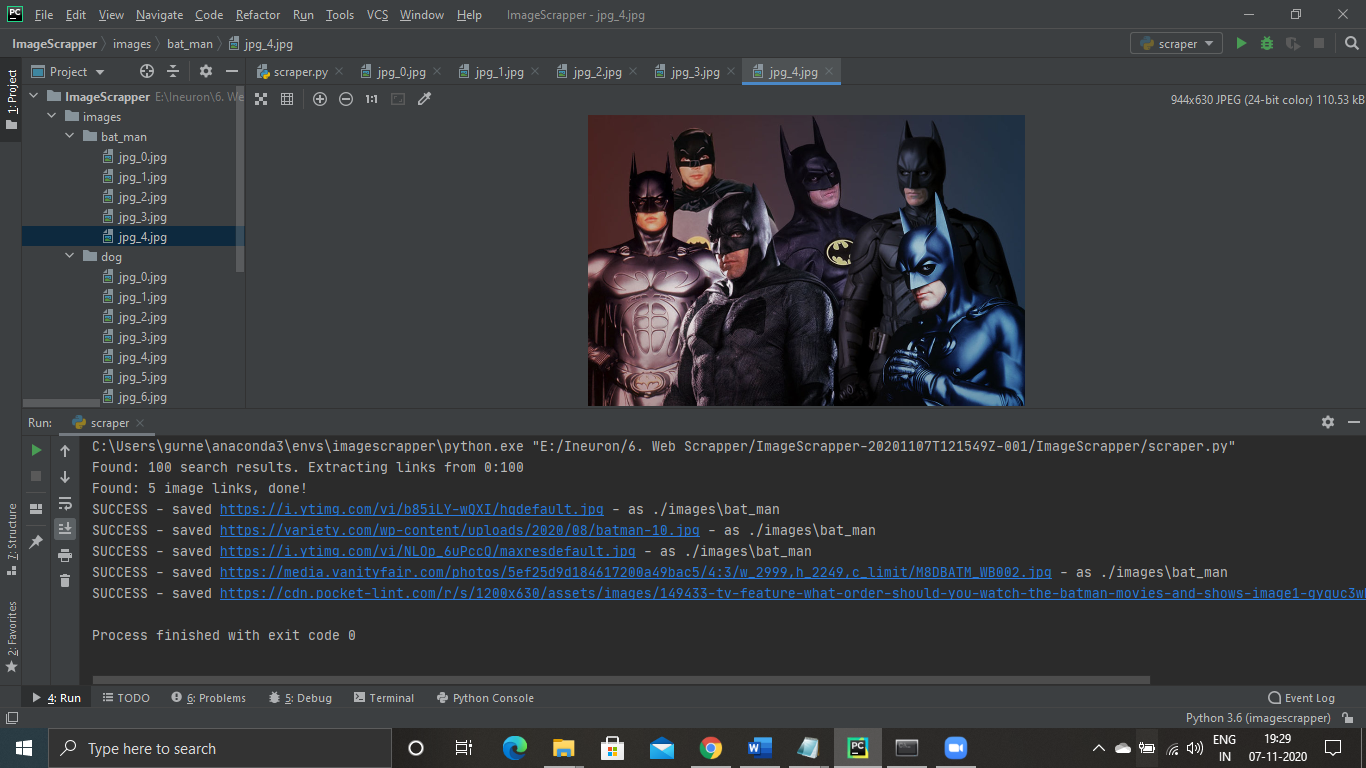 PC File Edit View Navigate Code Refactor Run Tools VCS Window Help ImageScrapper - jpg_4.jpg
ImageScrapper images bat_man jpg_4.jpg scraper
1: Project
Project scraper.py jpg_0.jpg jpg_1.jpg jpg_2.jpg jpg_3.jpg jpg_4.jpg
1:1 944x630 JPEG (24-bit color) 110.53 kB
ImageScrapper E:\Ineuron\6. We
images
bat_man
jpg_0.jpg
jpg_1.jpg
jpg_2.jpg
jpg_3.jpg
jpg_4.jpg
dog
jpg_0.jpg
jpg_1.jpg
jpg_2.jpg
jpg_3.jpg
jpg_4.jpg
jpg_5.jpg
jpg_6.jpg
Run: scraper
C:\Users\gurne\anaconda3\envs\imagescrapper\python.exe "E:/Ineuron/6. Web Scrapper/ImageScrapper-20201107T121549Z-001/ImageScrapper/scraper.py"
Found: 100 search results. Extracting links from 0:100
Found: 5 image links, done!
SUCCESS - saved https://i.ytimg.com/vi/b85iLY-wQXI/hqdefault.jpg - as ./images\bat_man
SUCCESS - saved https://variety.com/wp-content/uploads/2020/08/batman-10.jpg - as ./images\bat_man
SUCCESS - saved https://i.ytimg.com/vi/NLOp_6uPccQ/maxresdefault.jpg - as ./images\bat_man
SUCCESS - saved https://media.vanityfair.com/photos/5ef25d9d184617200a49bac5/4:3/w_2999,h_2249,c_limit/M8DBATM_WB002.jpg - as ./images\bat_man
SUCCESS - saved https://cdn.pocket-lint.com/r/s/1200x630/assets/images/149433-tv-feature-what-order-should-you-watch-the-batman-movies-and-shows-image1-gyquc3w
Process finished with exit code 0
7: Structure
2: Favorites
4: Run TODO 6: Problems 5: Debug Terminal Python Console Event Log
Python 3.6 (imagescrapper)
Type here to search
PC
ENG
IN
19:29
07-11-2020